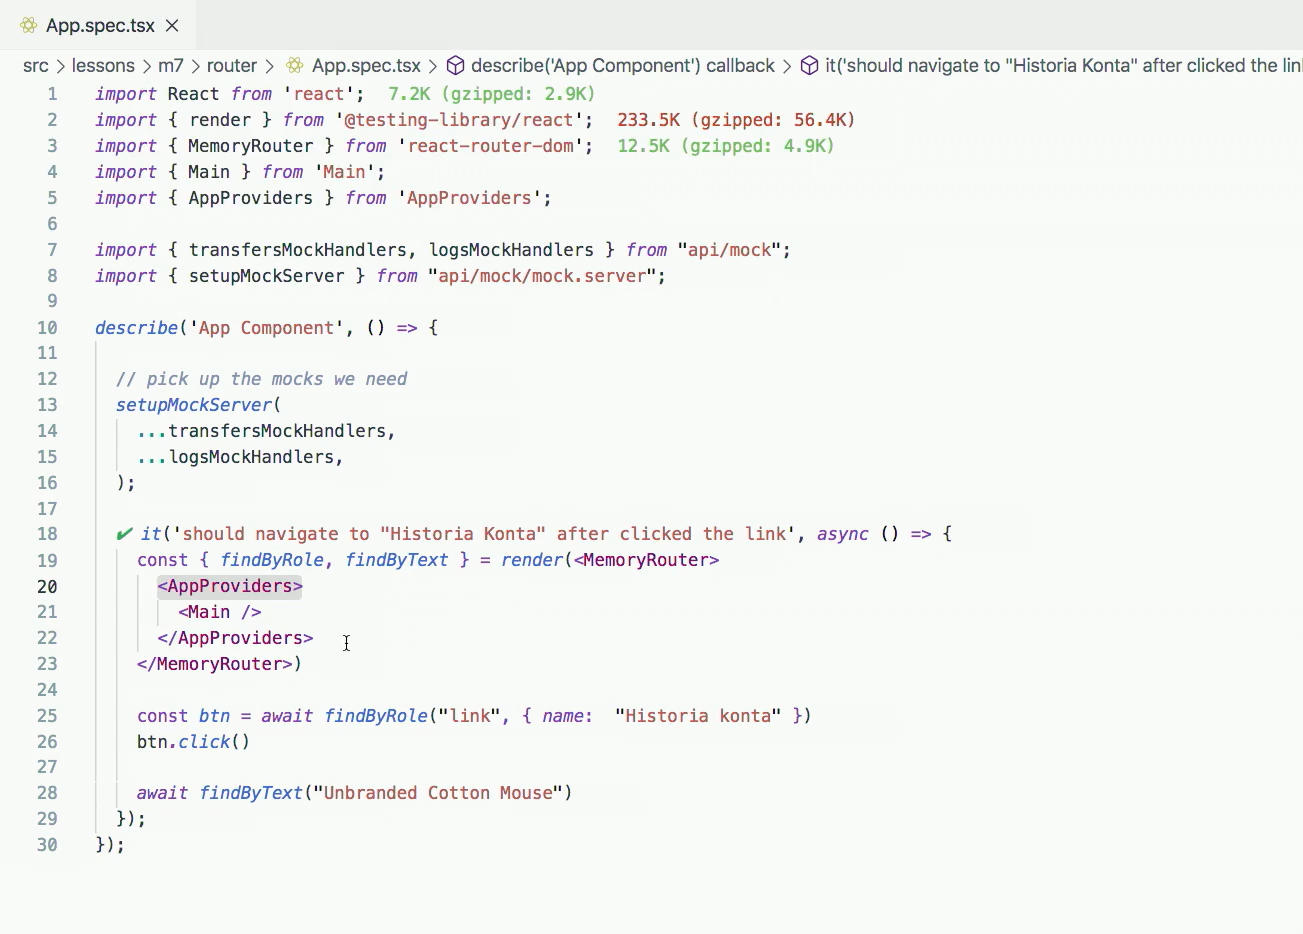 App.spec.tsx
src > lessons > m7 > router > App.spec.tsx > describe('App Component') callback > it('should navigate to "Historia Konta" after clicked the lin
1 import React from 'react'; 7.2K (gzipped: 2.9K)
2 import { render } from '@testing-library/react'; 233.5K (gzipped: 56.4K)
3 import { MemoryRouter } from 'react-router-dom'; 12.5K (gzipped: 4.9K)
4 import { Main } from 'Main';
5 import { AppProviders } from 'AppProviders';
6
7 import { transfersMockHandlers, logsMockHandlers } from "api/mock";
8 import { setupMockServer } from "api/mock/mock.server";
9
10 describe('App Component', () => {
11
12 // pick up the mocks we need
13 setupMockServer(
14 ...transfersMockHandlers,
15 ...logsMockHandlers,
16 );
17
18 ✔ it('should navigate to "Historia Konta" after clicked the link', async () => {
19 const { findByRole, findByText } = render(<MemoryRouter>
20 <AppProviders>
21 <Main />
22 </AppProviders>
23 </MemoryRouter>)
24
25 const btn = await findByRole("link", { name: "Historia konta" })
26 btn.click()
27
28 await findByText("Unbranded Cotton Mouse")
29 });
30 });